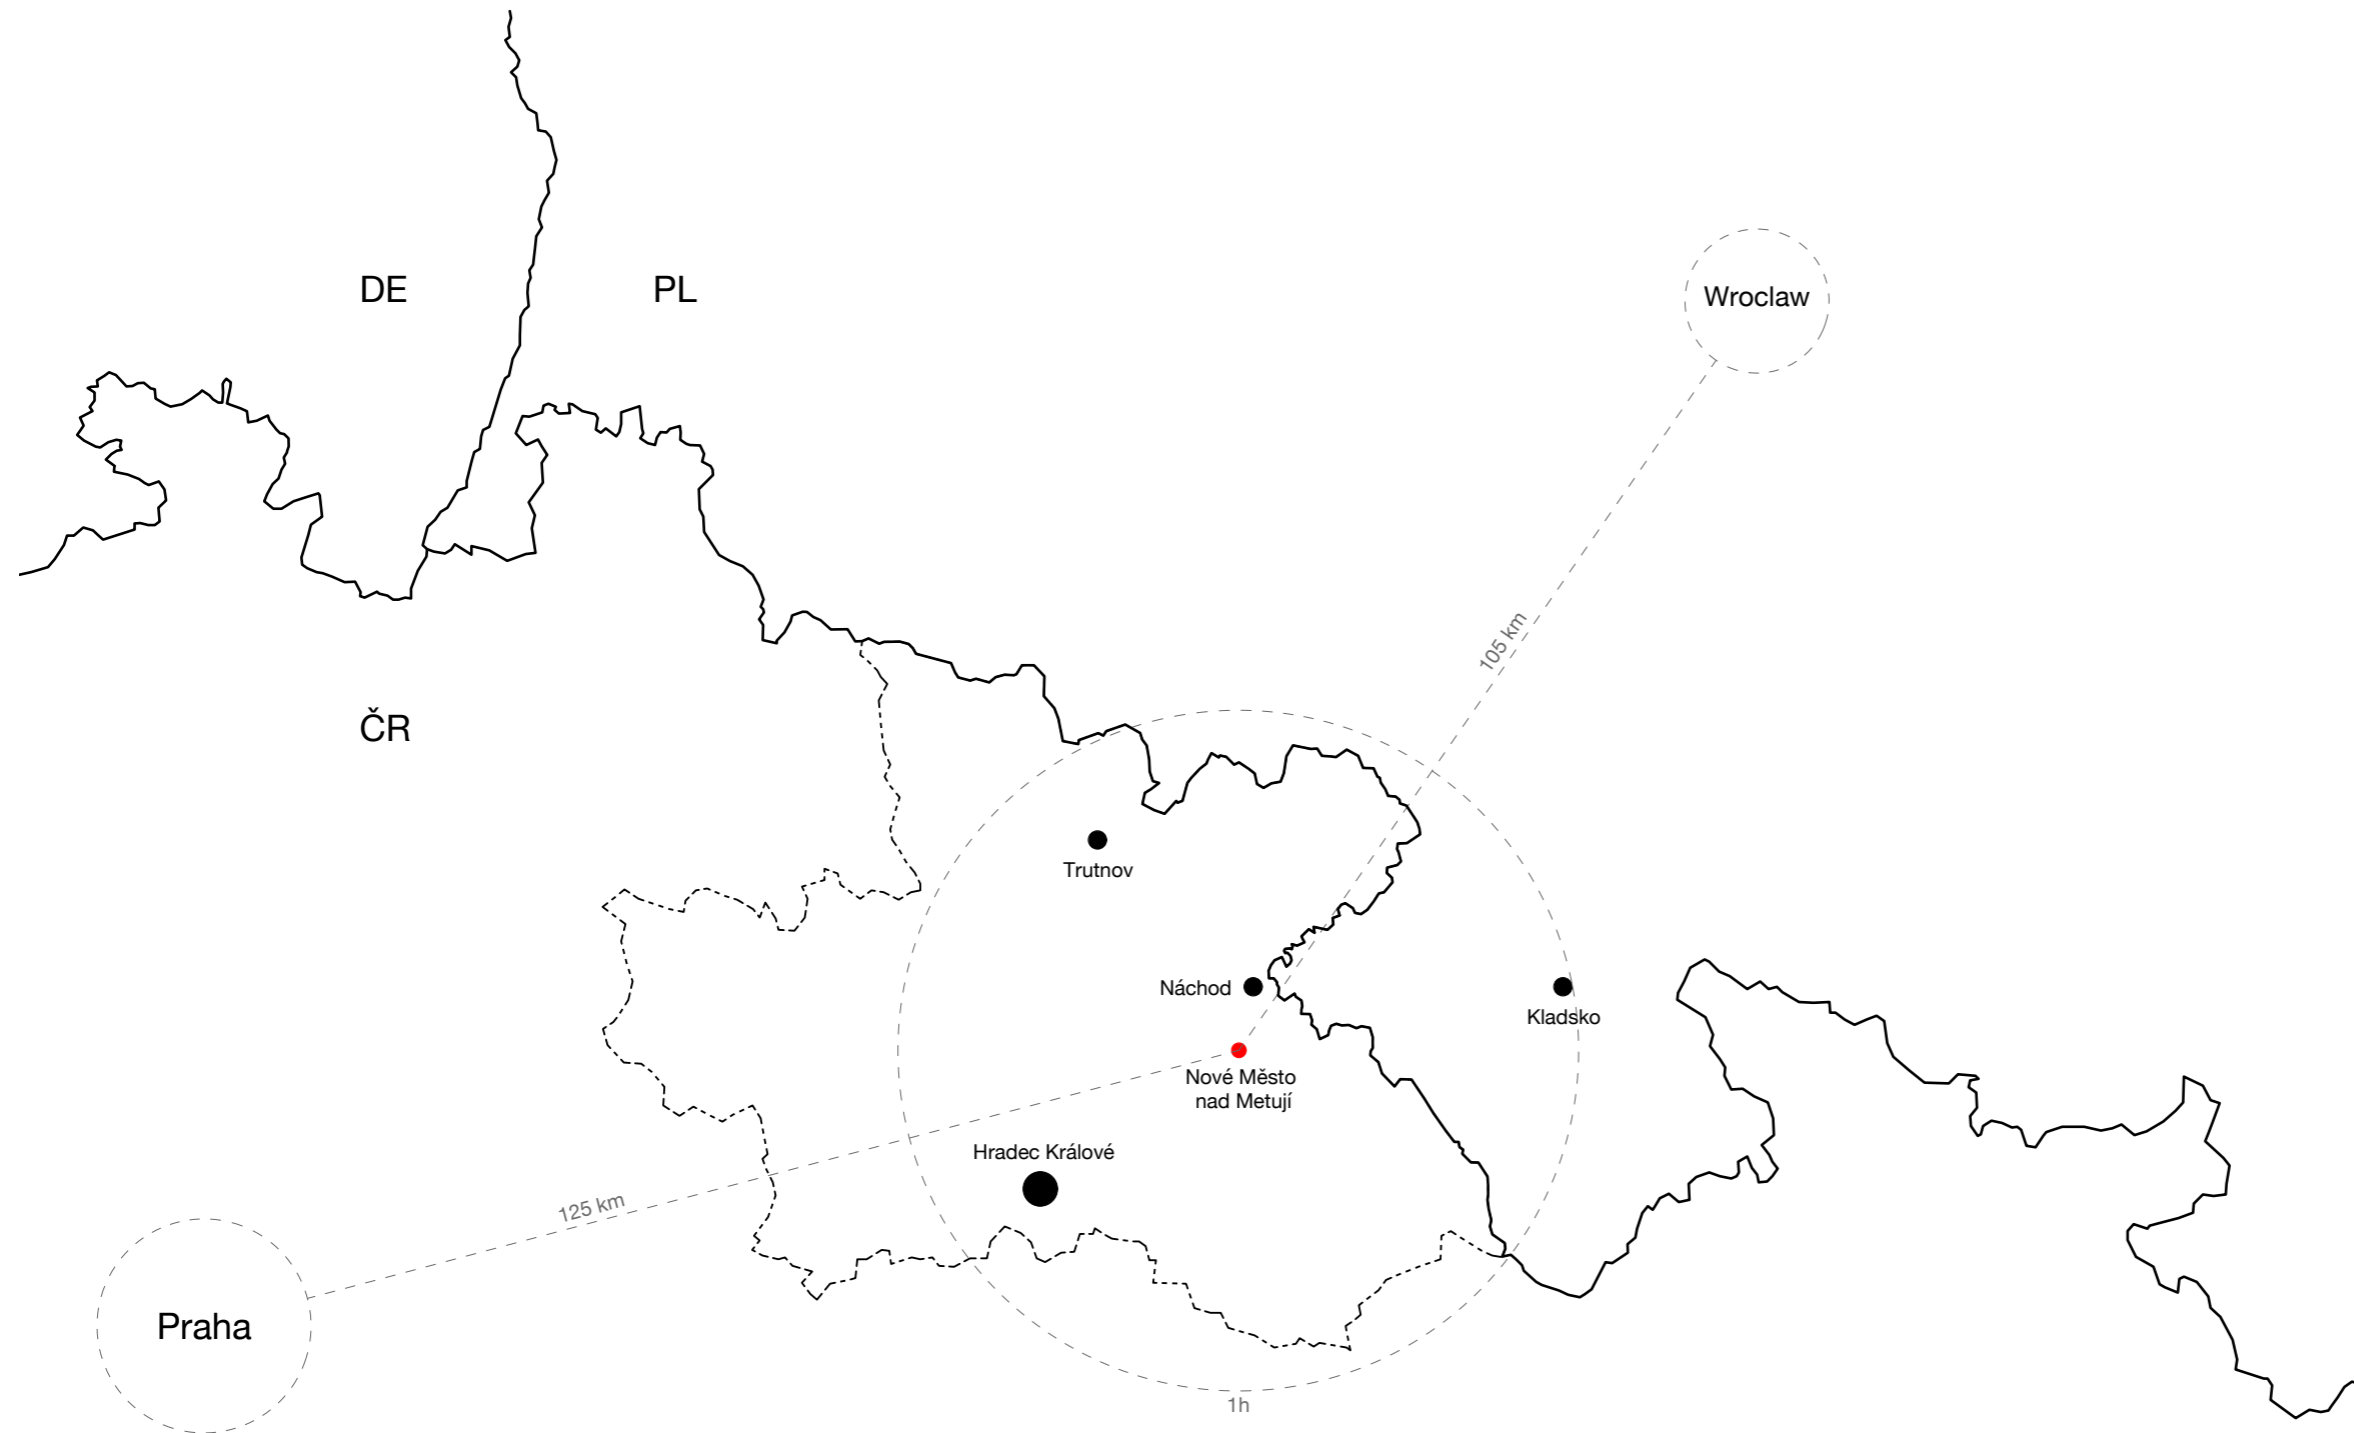 DE
PL
Wroclaw
105 km
ČR
Trutnov
Náchod
Kladsko
Nové Město
nad Metují
Hradec Králové
125 km
Praha
1h